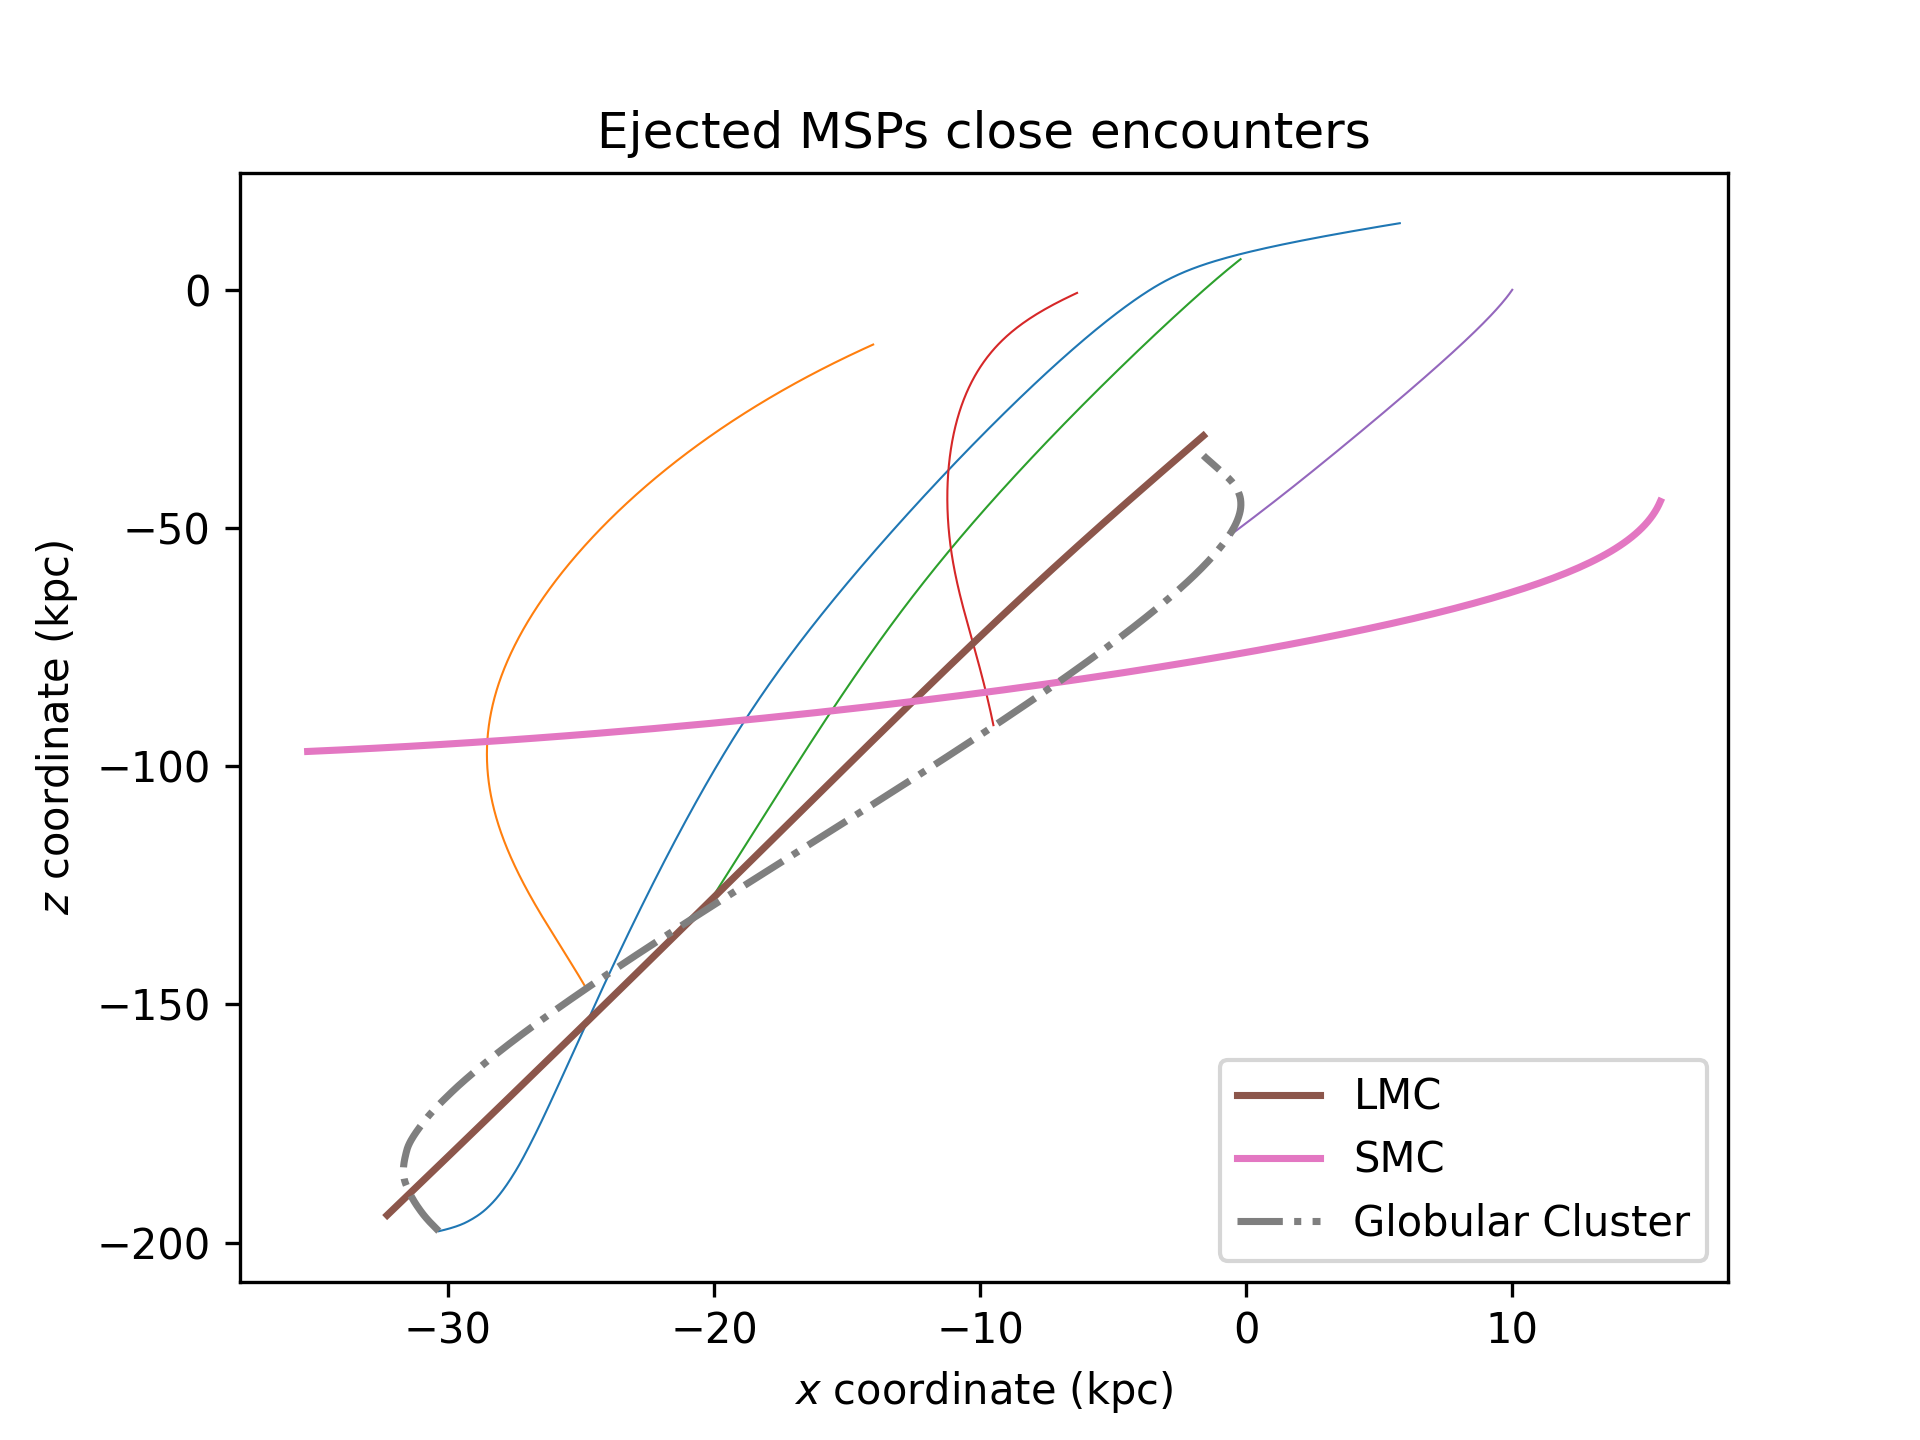 Ejected MSPs close encounters
z coordinate (kpc)
0
−50
−100
−150
−200
LMC
SMC
Globular Cluster
−30 −20 −10 0 10
x coordinate (kpc)